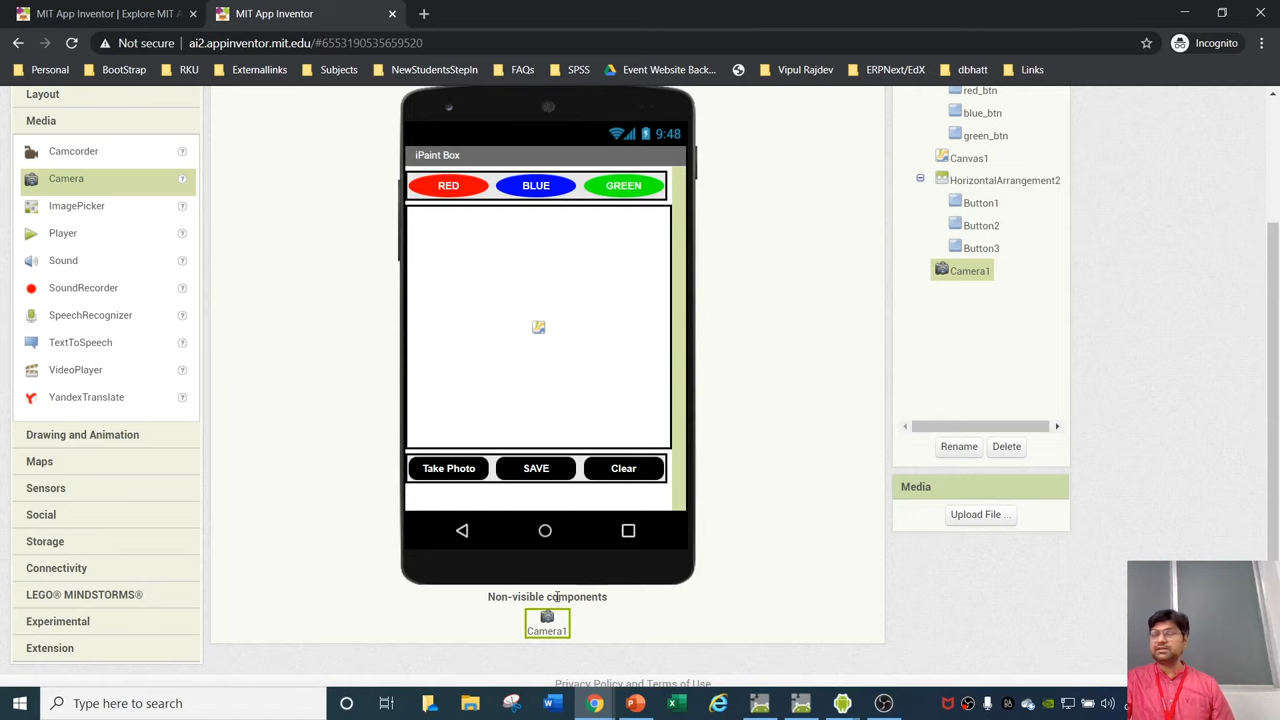 MIT App Inventor | Explore MIT A
MIT App Inventor
Not secure | ai2.appinventor.mit.edu/#6553190535659520
Incognito
Personal
BootStrap
RKU
Externallinks
Subjects
NewStudentsStepIn
FAQs
SPSS
Event Website Book...
Vipul Rajdev
ERPNext/EdX
dbhatt
Links
Layout
Media
Camcorder
Camera
ImagePicker
Player
Sound
SoundRecorder
SpeechRecognizer
TextToSpeech
VideoPlayer
YandexTranslate
Drawing and Animation
Maps
Sensors
Social
Storage
Connectivity
LEGO® MINDSTORMS®
Experimental
Extension
9:48
iPaint Box
RED
BLUE
GREEN
Take Photo
SAVE
Clear
Non-visible components
Camera1
red_btn
blue_btn
green_btn
Canvas1
HorizontalArrangement2
Button1
Button2
Button3
Camera1
Rename
Delete
Media
Upload File ...
Privacy Policy and Terms of Use
Type here to search